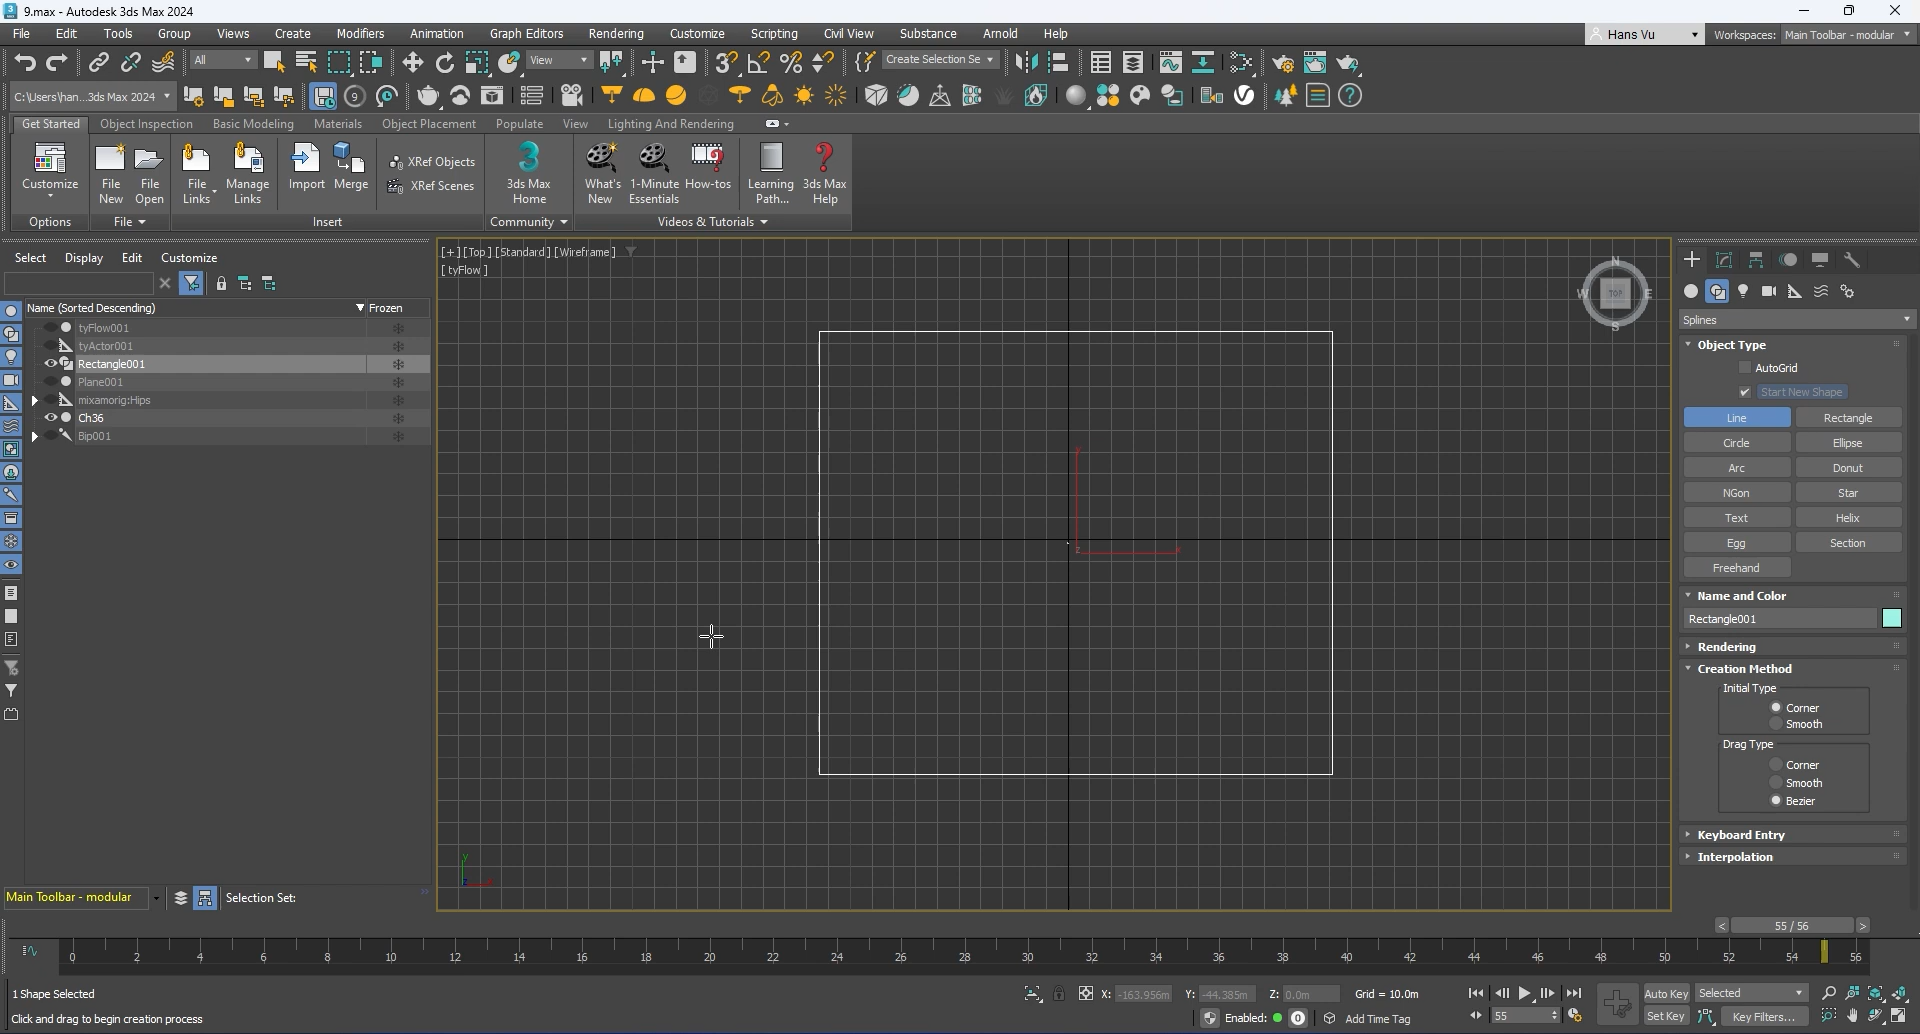 9.max - Autodesk 3ds Max 2024
File Edit Tools Group Views Create Modifiers Animation Graph Editors Rendering Customize Scripting Civil View Substance Arnold Help
Hans Vu Workspaces: Main Toolbar - modular
All View Create Selection Se
C:\Users\han...3ds Max 2024 9
Get Started Object Inspection Basic Modeling Materials Object Placement Populate View Lighting And Rendering
XRef Objects
XRef Scenes
Customize File New File Open File Links Manage Links Import Merge 3ds Max Home What's New 1-Minute Essentials How-tos Learning Path... 3ds Max Help
Options File Insert Community Videos & Tutorials
Select Display Edit Customize
Name (Sorted Descending) Frozen
tyFlow001
tyActor001
Rectangle001
Plane001
mixamorig:Hips
Ch36
Bip001
[+] [Top] [Standard] [Wireframe]
[tyFlow]
N
W TOP E
S
y
z x
y
z x
Splines
Object Type
AutoGrid
Start New Shape
Line Rectangle
Circle Ellipse
Arc Donut
NGon Star
Text Helix
Egg Section
Freehand
Name and Color
Rectangle001
Rendering
Creation Method
Initial Type
Corner
Smooth
Drag Type
Corner
Smooth
Bezier
Keyboard Entry
Interpolation
Main Toolbar - modular Selection Set:
< 55 / 56 >
0 2 4 6 8 10 12 14 16 18 20 22 24 26 28 30 32 34 36 38 40 42 44 46 48 50 52 54 56
1 Shape Selected X: -163.956m Y: -44.385m Z: 0.0m Grid = 10.0m Auto Key Selected
Click and drag to begin creation process Enabled: 0 Add Time Tag 55 Set Key Key Filters...